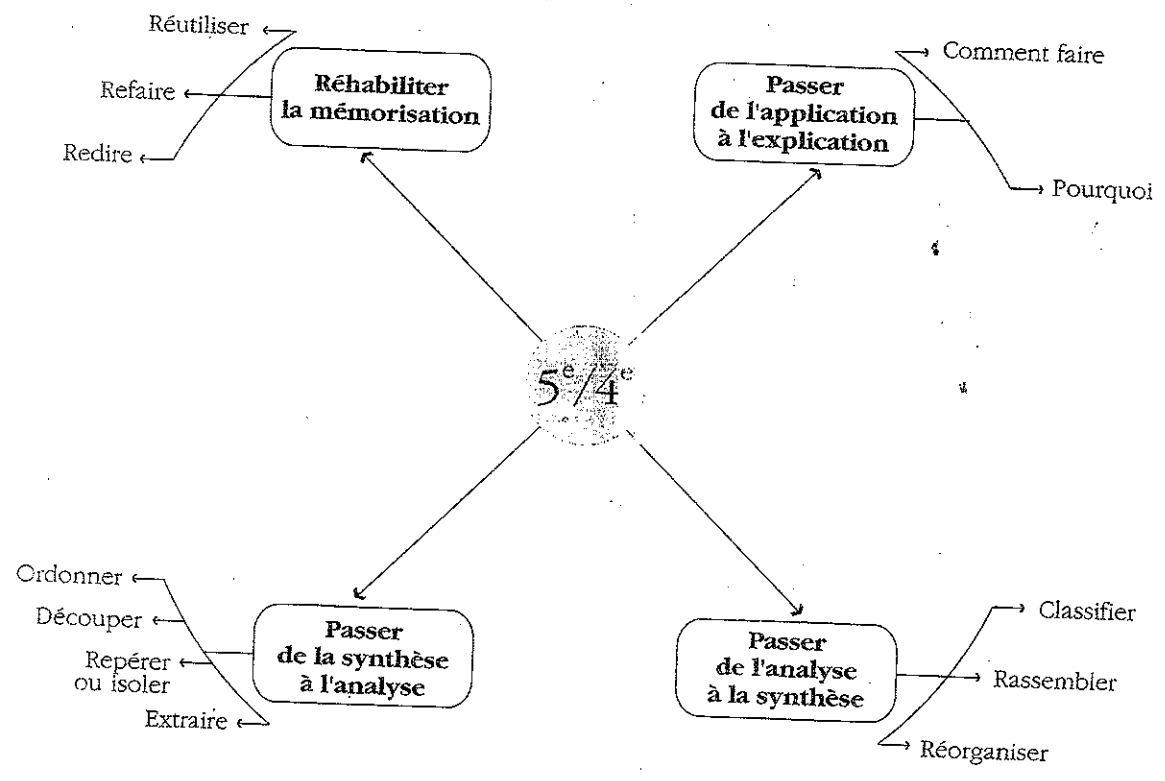 Réutiliser
Refaire
Redire
Réhabiliter
la mémorisation
Passer
de l'application
à l'explication
Comment faire
Pourquoi
5e/4e
Ordonner
Découper
Repérer
ou isoler
Extraire
Passer
de la synthèse
à l'analyse
Passer
de l'analyse
à la synthèse
Classifier
Rassembler
Réorganiser